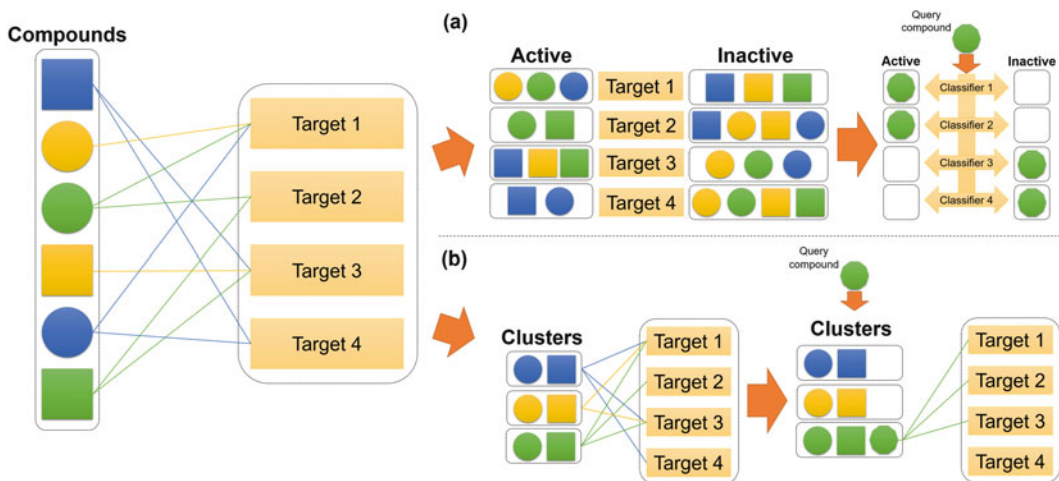 Compounds
Target 1
Target 2
Target 3
Target 4
(a)
Active
Inactive
Target 1
Target 2
Target 3
Target 4
Query
compound
Active
Inactive
Classifier 1
Classifier 2
Classifier 3
Classifier 4
(b)
Clusters
Target 1
Target 2
Target 3
Target 4
Query
compound
Clusters
Target 1
Target 2
Target 3
Target 4